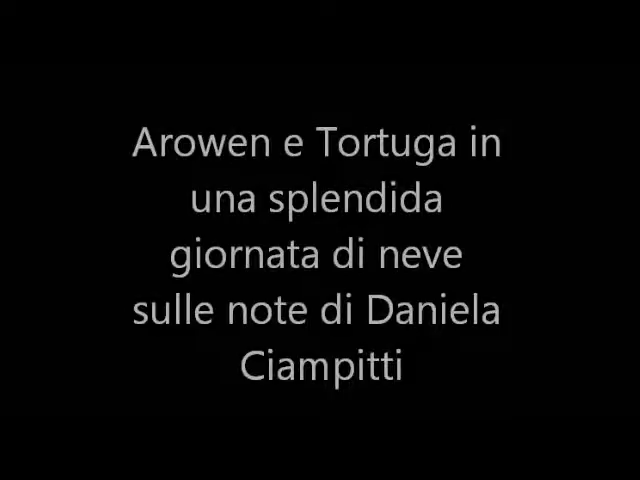 Arowen e Tortuga in
una splendida
giornata di neve
sulle note di Daniela
Ciampitti